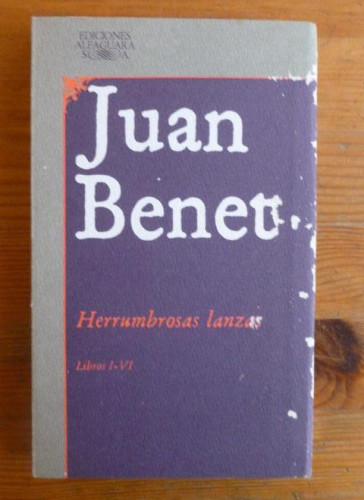 EDICIONES
ALFAGUARA
S. A.
Juan
Benet
Herrumbrosas lanzas
Libros I-VI